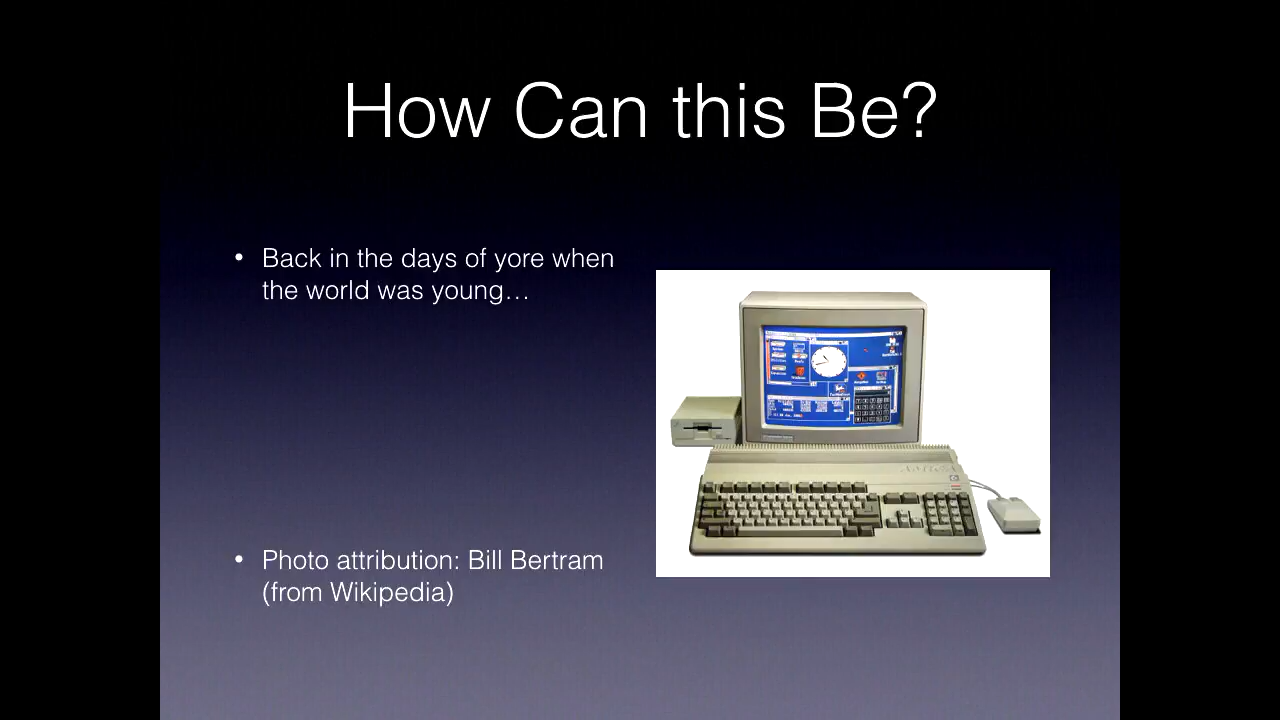 How Can this Be?
• Back in the days of yore when
the world was young…
AMIGA
• Photo attribution: Bill Bertram
(from Wikipedia)